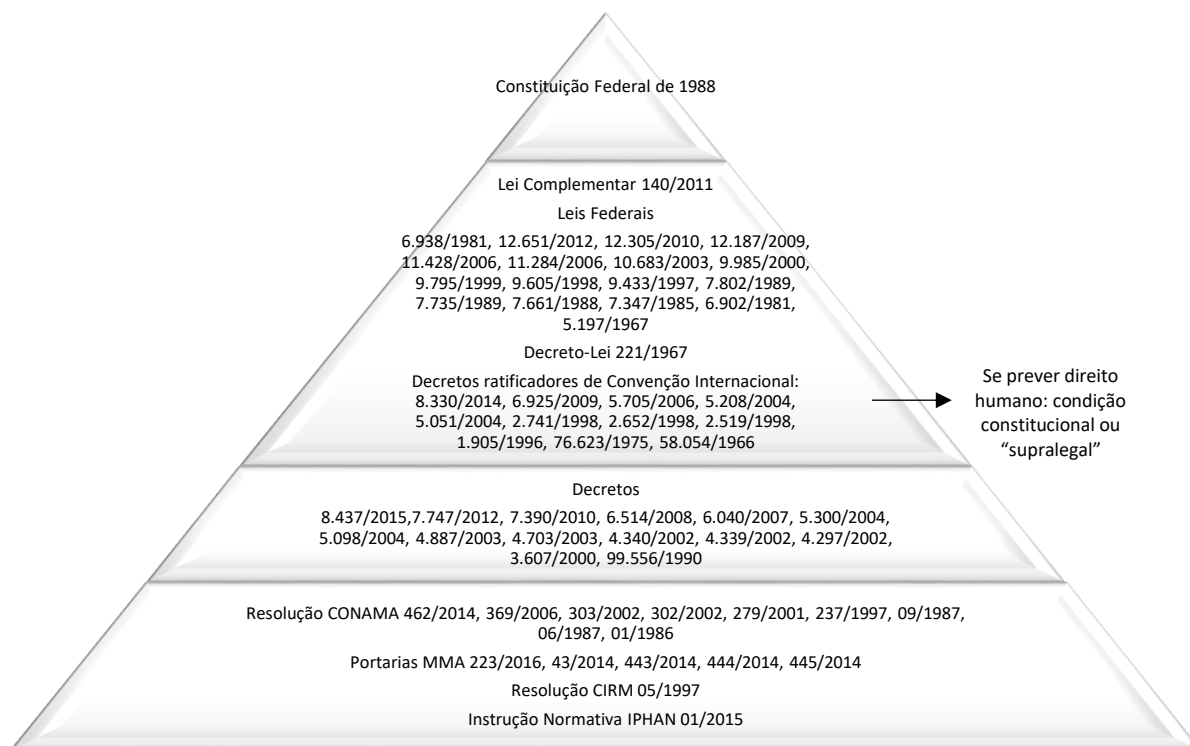 Constituição Federal de 1988
Lei Complementar 140/2011
Leis Federais
6.938/1981, 12.651/2012, 12.305/2010, 12.187/2009,
11.428/2006, 11.284/2006, 10.683/2003, 9.985/2000,
9.795/1999, 9.605/1998, 9.433/1997, 7.802/1989,
7.735/1989, 7.661/1988, 7.347/1985, 6.902/1981,
5.197/1967
Decreto-Lei 221/1967
Decretos ratificadores de Convenção Internacional:
8.330/2014, 6.925/2009, 5.705/2006, 5.208/2004,
5.051/2004, 2.741/1998, 2.652/1998, 2.519/1998,
1.905/1996, 76.623/1975, 58.054/1966
Se prever direito
humano: condição
constitucional ou
“supralegal”
Decretos
8.437/2015,7.747/2012, 7.390/2010, 6.514/2008, 6.040/2007, 5.300/2004,
5.098/2004, 4.887/2003, 4.703/2003, 4.340/2002, 4.339/2002, 4.297/2002,
3.607/2000, 99.556/1990
Resolução CONAMA 462/2014, 369/2006, 303/2002, 302/2002, 279/2001, 237/1997, 09/1987,
06/1987, 01/1986
Portarias MMA 223/2016, 43/2014, 443/2014, 444/2014, 445/2014
Resolução CIRM 05/1997
Instrução Normativa IPHAN 01/2015